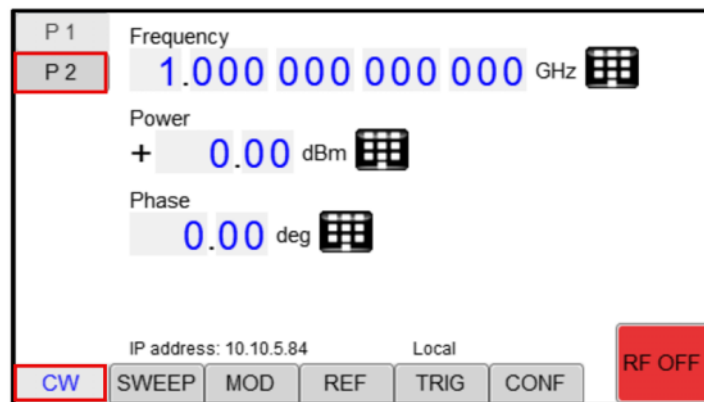 P 1
P 2
Frequency
1.000 000 000 000 GHz
Power
+ 0.00 dBm
Phase
0.00 deg
IP address: 10.10.5.84 Local
RF OFF
CW SWEEP MOD REF TRIG CONF